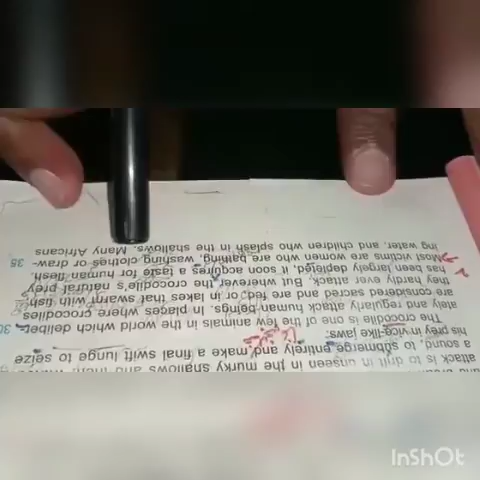 attack is to drift in unseen in the murky shallows and then
a sound, to submerge entirely and make a final swift lunge to seize
his prey in vice-like jaws.
The crocodile is one of the few animals in the world which deliber- 30
ately and regularly attack human beings. In places where crocodiles
are considered sacred and are fed, or in lakes that swarm with fish,
they hardly ever attack. But wherever the crocodile's natural prey
has been largely depleted, it soon acquires a taste for human flesh.
Most victims are women who are bathing, washing clothes or draw- 35
ing water, and children who splash in the shallows. Many Africans
InShOt